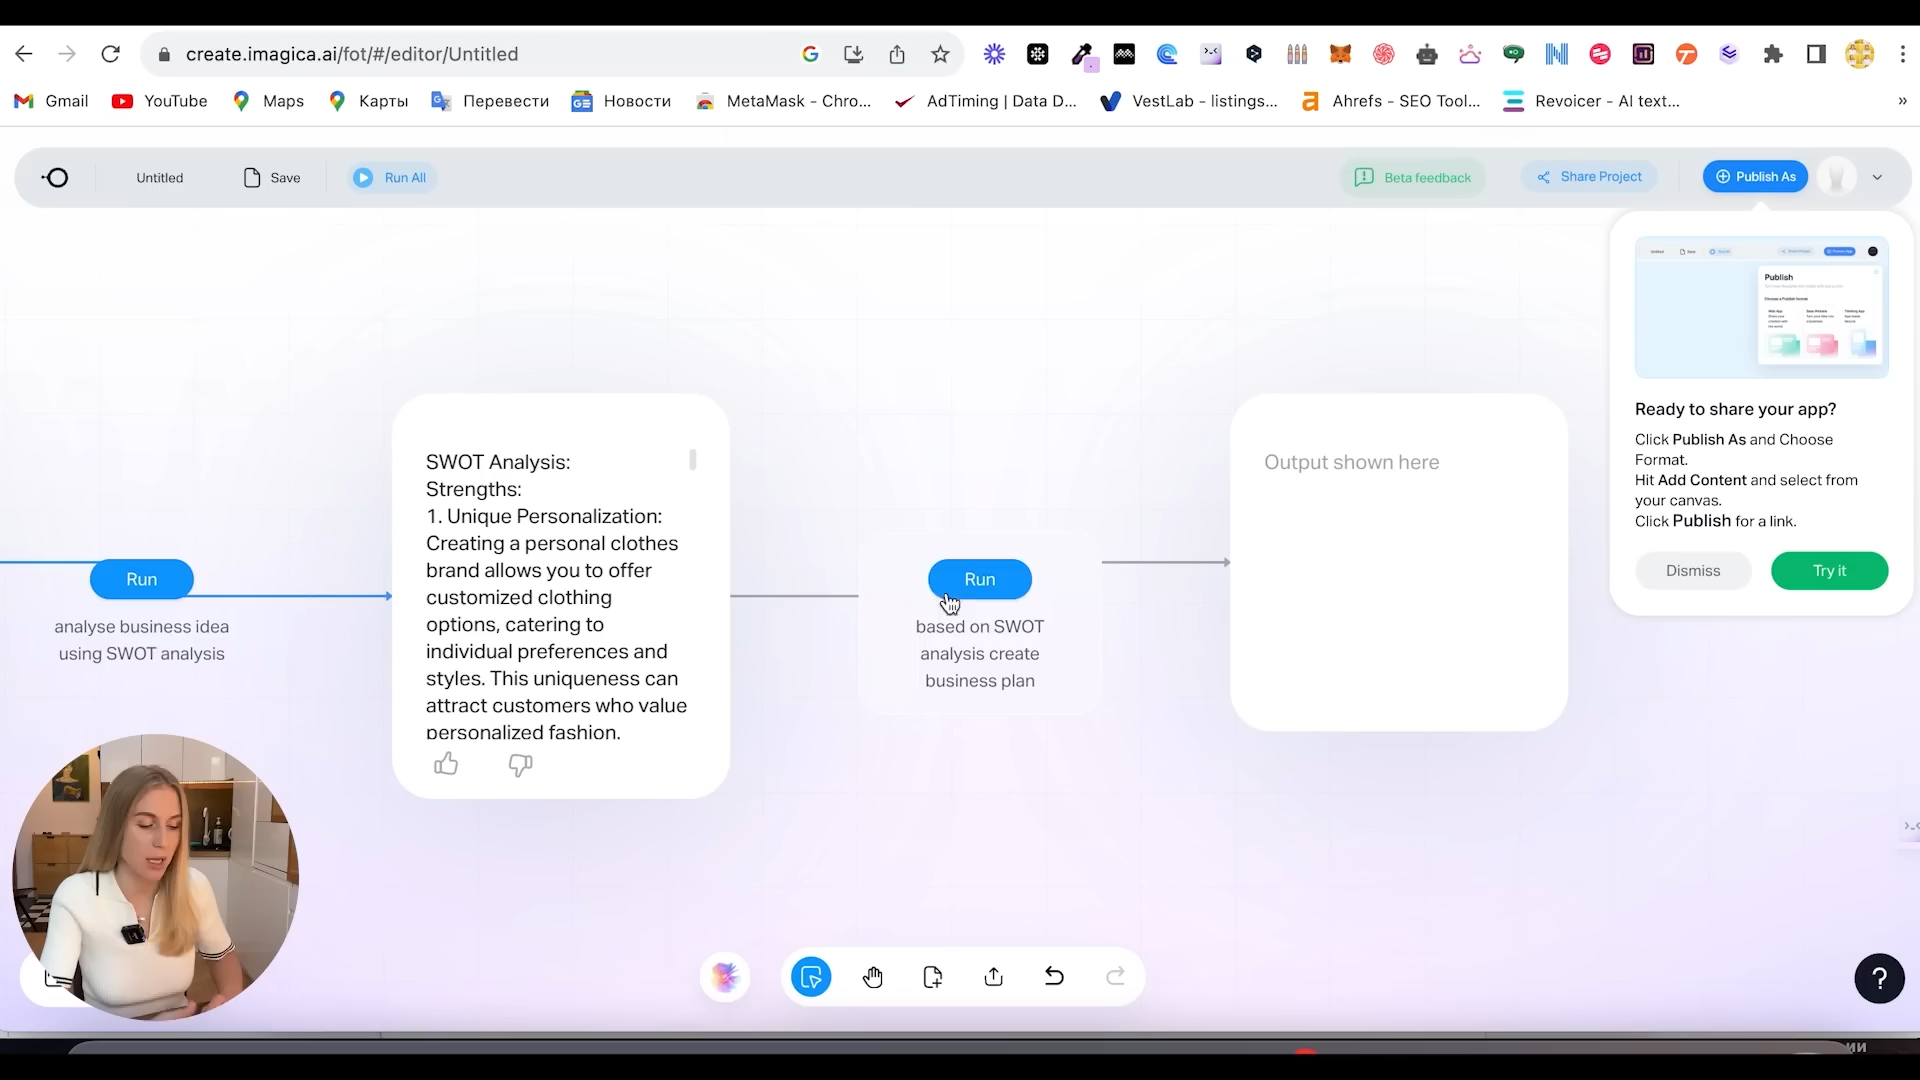 create.imagica.ai/fot/#/editor/Untitled
Gmail YouTube Maps Карты Перевести Новости MetaMask - Chro... AdTiming | Data D... VestLab - listings... Ahrefs - SEO Tool... Revoicer - AI text... »
Untitled Save Run All Beta feedback Share Project Publish As
Publish
Ready to share your app?
Click Publish As and Choose
Format.
Hit Add Content and select from
your canvas.
Click Publish for a link.
Dismiss Try it
Run
analyse business idea
using SWOT analysis
SWOT Analysis:
Strengths:
1. Unique Personalization:
Creating a personal clothes
brand allows you to offer
customized clothing
options, catering to
individual preferences and
styles. This uniqueness can
attract customers who value
personalized fashion.
Run
based on SWOT
analysis create
business plan
Output shown here
?
ии